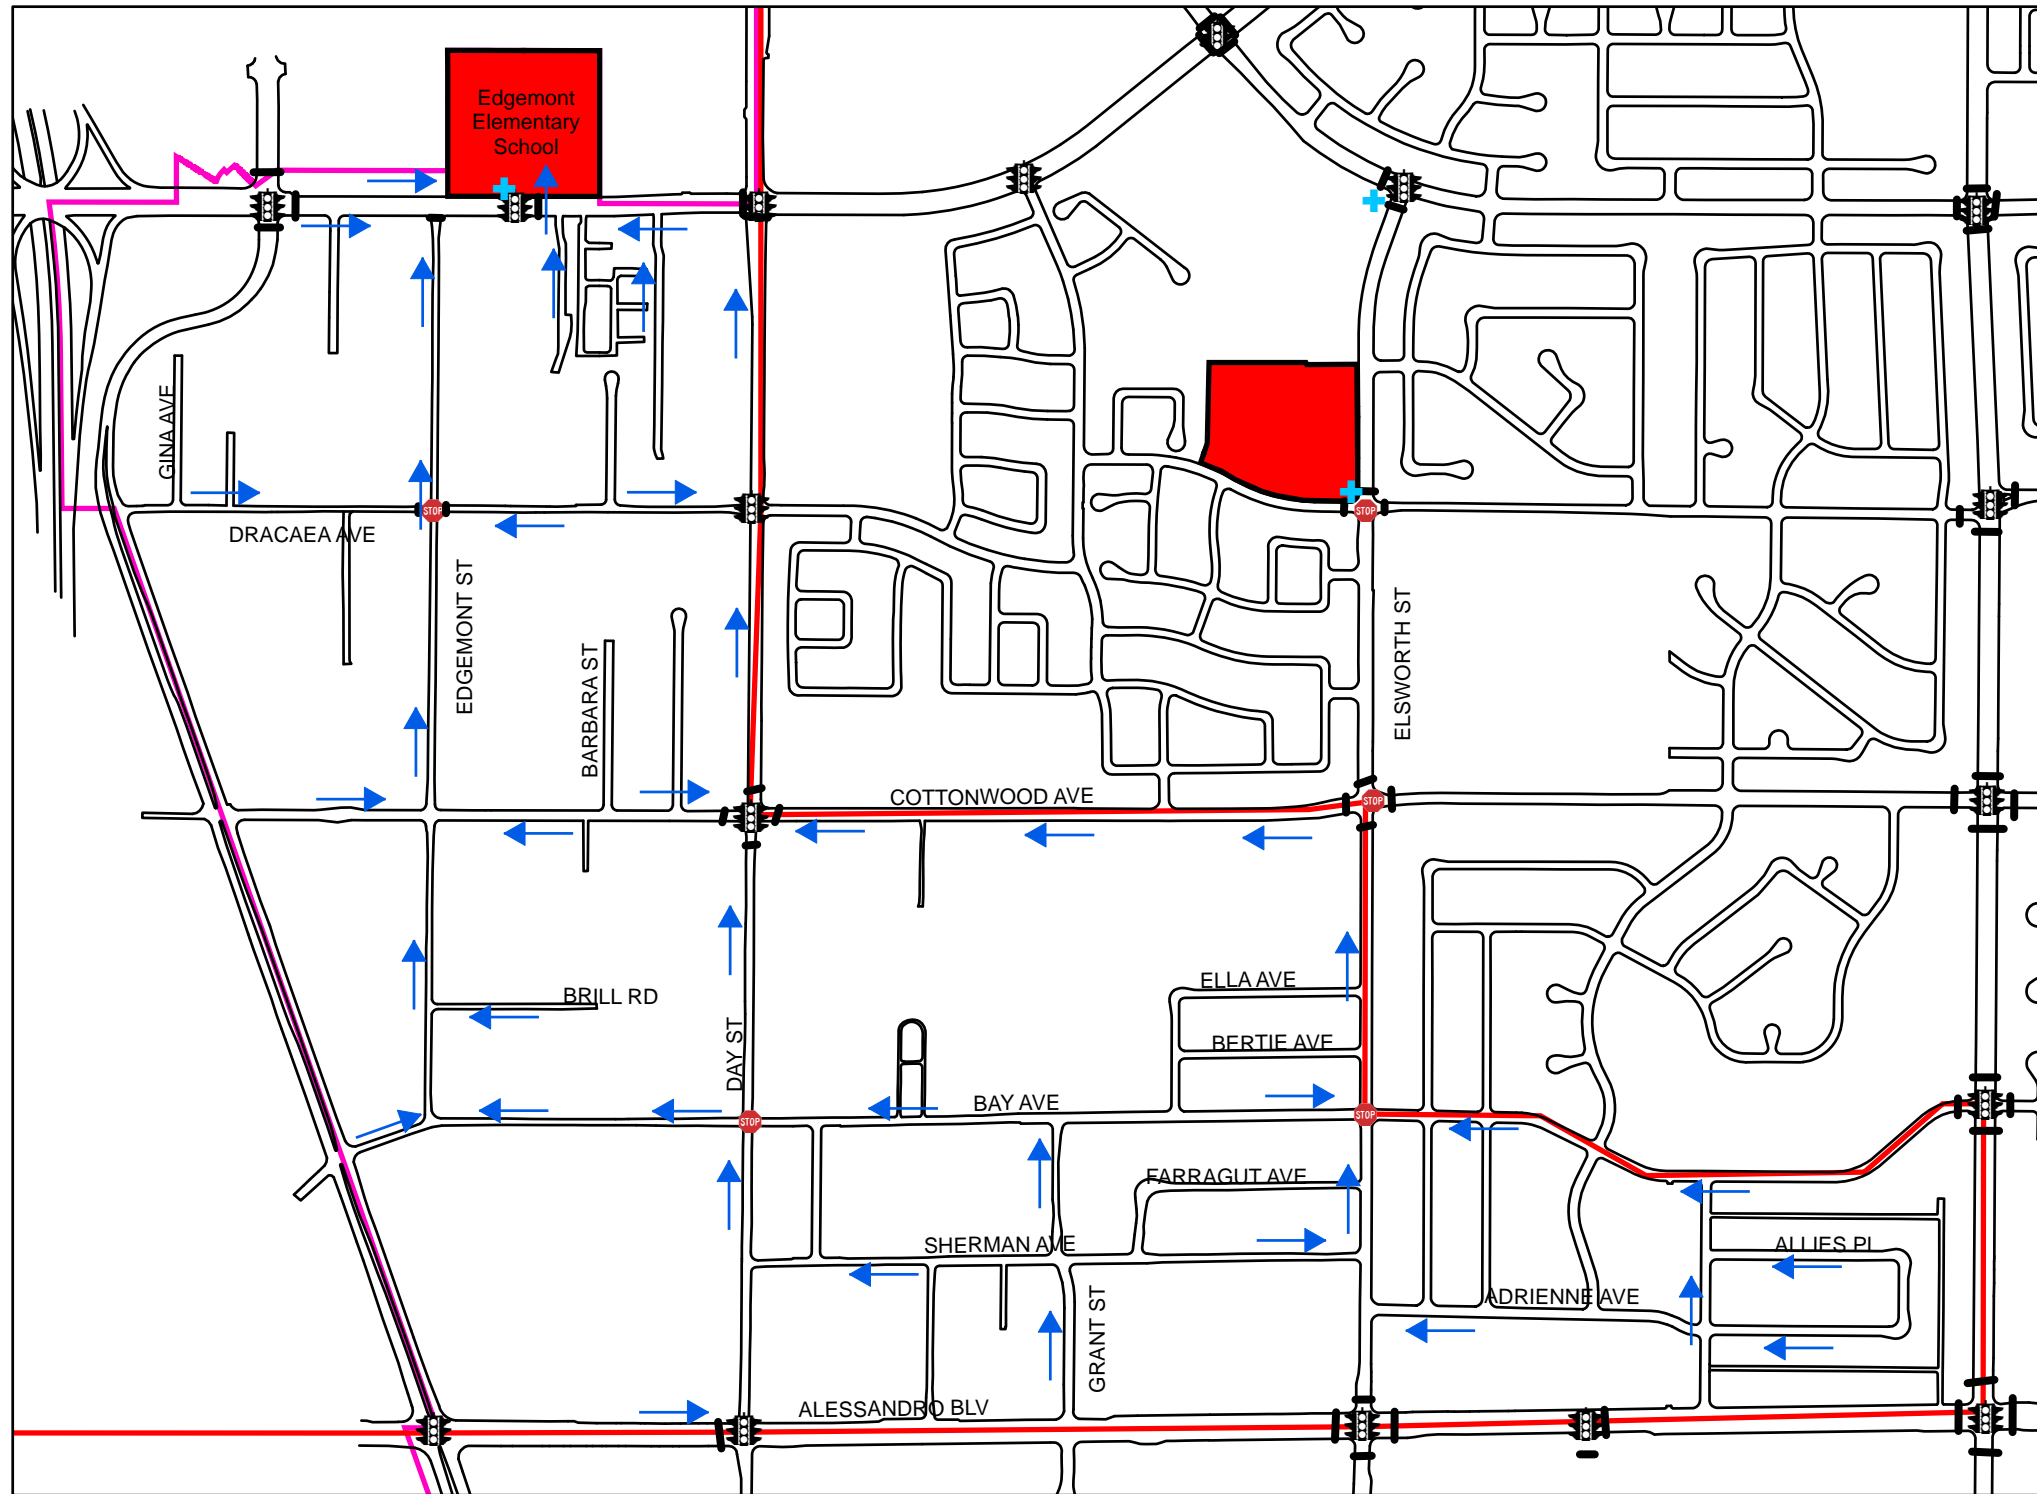 Edgemont
Elementary
School
GINA AVE
DRACAEA AVE
STOP
STOP
EDGEMONT ST
BARBARA ST
ELSWORTH ST
COTTONWOOD AVE
STOP
BRILL RD
ELLA AVE
DAY ST
BERTIE AVE
BAY AVE
STOP
STOP
FARRAGUT AVE
SHERMAN AVE
ALLIES PL
ADRIENNE AVE
GRANT ST
ALESSANDRO BLV